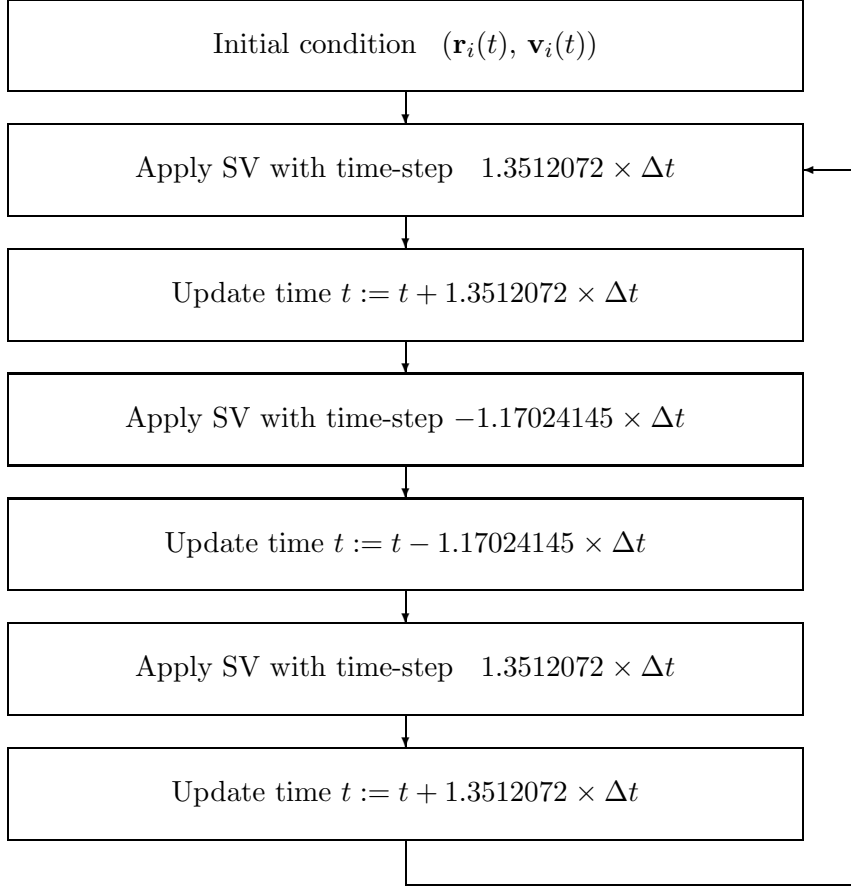 Initial condition (𝐫ᵢ(t), 𝐯ᵢ(t))
Apply SV with time-step 1.3512072 × Δt
Update time t := t + 1.3512072 × Δt
Apply SV with time-step −1.17024145 × Δt
Update time t := t − 1.17024145 × Δt
Apply SV with time-step 1.3512072 × Δt
Update time t := t + 1.3512072 × Δt